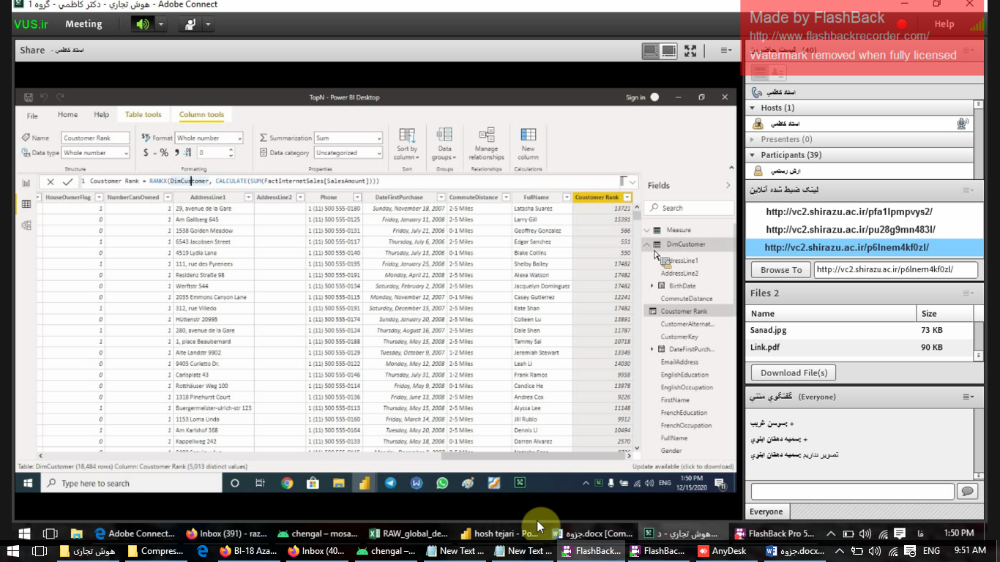 هوش تجاري - دکتر کاظمي - گروه 1 - Adobe Connect
Made by FlashBack
http://www.flashbackrecorder.com/
Watermark removed when fully licensed
VUS.ir
Meeting
Help
Share
استاد کاظمي -
ليست حاضرين (40)
استاد کاظمي
Hosts (1)
استاد کاظمي
Presenters (0)
Participants (39)
ارش رستمي
لينک ضبط شده آنلاين
http://vc2.shirazu.ac.ir/pfa1lpmpvys2/
http://vc2.shirazu.ac.ir/pu28g9mn483l/
http://vc2.shirazu.ac.ir/p6lnem4kf0zl/
Browse To
http://vc2.shirazu.ac.ir/p6lnem4kf0zl/
Files 2
Name Size
Sanad.jpg 73 KB
Link.pdf 90 KB
Download File(s)
گفتگوي متني (Everyone)
سوسن غريب: +
سميه دهقان ابنوي: +
سميه دهقان ابنوي: تصوير نداريم
Everyone
TopN - Power BI Desktop
Sign in
File Home Help Table tools Column tools
Name Coustomer Rank
Data type Whole number
Structure
Format Whole number
$ % 0
Formatting
Summarization Sum
Data category Uncategorized
Properties
Sort by column
Sort
Data groups
Groups
Manage relationships
Relationships
New column
Calculations
1 Coustomer Rank = RANKX(DimCustomer, CALCULATE(SUM(FactInternetSales[SalesAmount])))
HouseOwnerFlag NumberCarsOwned AddressLine1 AddressLine2 Phone DateFirstPurchase CommuteDistance FullName Coustomer Rank
1 1 29, avenue de la Gare 1 (11) 500 555-0180 Sunday, November 18, 2007 2-5 Miles Latasha Suarez 13721
0 1 Am Gallberg 645 1 (11) 500 555-0120 Friday, January 11, 2008 2-5 Miles Larry Gill 15391
0 1 1538 Golden Meadow 1 (11) 500 555-0131 Friday, July 21, 2006 0-1 Miles Geoffrey Gonzalez 566
1 1 6543 Jacobsen Street 1 (11) 500 555-0117 Thursday, July 6, 2006 2-5 Miles Edgar Sanchez 551
0 1 4519 Lydia Lane 1 (11) 500 555-0140 Thursday, July 13, 2006 0-1 Miles Blake Collins 550
1 1 111, rue des Pyrenees 1 (11) 500 555-0195 Friday, January 25, 2008 2-5 Miles Shelby Bailey 17482
0 1 Residenz Straße 98 1 (11) 500 555-0191 Monday, April 21, 2008 2-5 Miles Alexa Watson 17482
0 1 Werftstr 544 1 (11) 500 555-0134 Saturday, February 2, 2008 2-5 Miles Jacquelyn Dominguez 17482
0 1 2035 Emmons Canyon Lane 1 (11) 500 555-0115 Monday, November 12, 2007 0-1 Miles Casey Gutierrez 12241
1 1 312, rue Villedo 1 (11) 500 555-0191 Saturday, December 15, 2007 2-5 Miles Kate Shan 17482
0 1 Hüttenstr 20995 1 (11) 500 555-0174 Sunday, January 20, 2008 2-5 Miles Colleen Lu 13891
1 1 280, avenue de la Gare 1 (11) 500 555-0124 Thursday, August 16, 2007 2-5 Miles Dale Shen 11787
1 1 1, place Beaubernard 1 (11) 500 555-0188 Thursday, May 15, 2008 2-5 Miles Tammy Sai 10718
0 1 Alte Landstr 9902 1 (11) 500 555-0129 Tuesday, October 9, 2007 1-2 Miles Jeremiah Stewart 13349
0 1 9405 Curletto Dr. 1 (11) 500 555-0122 Monday, May 12, 2008 2-5 Miles Leah Li 14030
0 1 Carlsplatz 43 1 (11) 500 555-0146 Thursday, May 31, 2007 1-2 Miles Frank Ramos 9958
0 1 Rotthäuser Weg 100 1 (11) 500 555-0114 Friday, May 9, 2008 0-1 Miles Candice He 13978
0 1 1318 Pinehurst Court 1 (11) 500 555-0136 Friday, June 13, 2008 2-5 Miles Andrea Cox 9226
1 1 Buergermeister-ulrich-str 123 1 (11) 500 555-0113 Thursday, May 15, 2008 2-5 Miles Alyssa Lee 11148
0 1 1153 Loma Linda 1 (11) 500 555-0160 Friday, March 14, 2008 2-5 Miles Jill Rubio 9912
1 1 Am Karlshof 368 1 (11) 500 555-0164 Tuesday, May 20, 2008 2-5 Miles Dennis Li 10494
0 1 Kappellweg 242 1 (11) 500 555-0133 Thursday, May 18, 2006 0-1 Miles Darren Alvarez 2570
Table: DimCustomer (18,484 rows) Column: Coustomer Rank (5,013 distinct values)
Update available (click to download)
Fields
Search
Measure
DimCustomer
AddressLine1
AddressLine2
BirthDate
CommuteDistance
Coustomer Rank
CustomerAlternat...
CustomerKey
DateFirstPurch...
EmailAddress
EnglishEducation
EnglishOccupation
FirstName
FrenchEducation
FrenchOccupation
FullName
Gender
Type here to search
ENG
1:50 PM
12/15/2020
11
Adobe Connect...
Inbox (391) - raz...
chengal – mosa...
RAW_global_de...
hosh tejari - Po...
جزوه.docx [Com...
هوش تجاري - د...
FlashBack Pro 5...
فا
1:50 PM
هوش تجاری
Compres...
BI-18 Aza...
Inbox (40...
chengel –...
New Text ...
New Text ...
FlashBack...
FlashBac...
AnyDesk
جزوه.docx...
ENG
9:51 AM